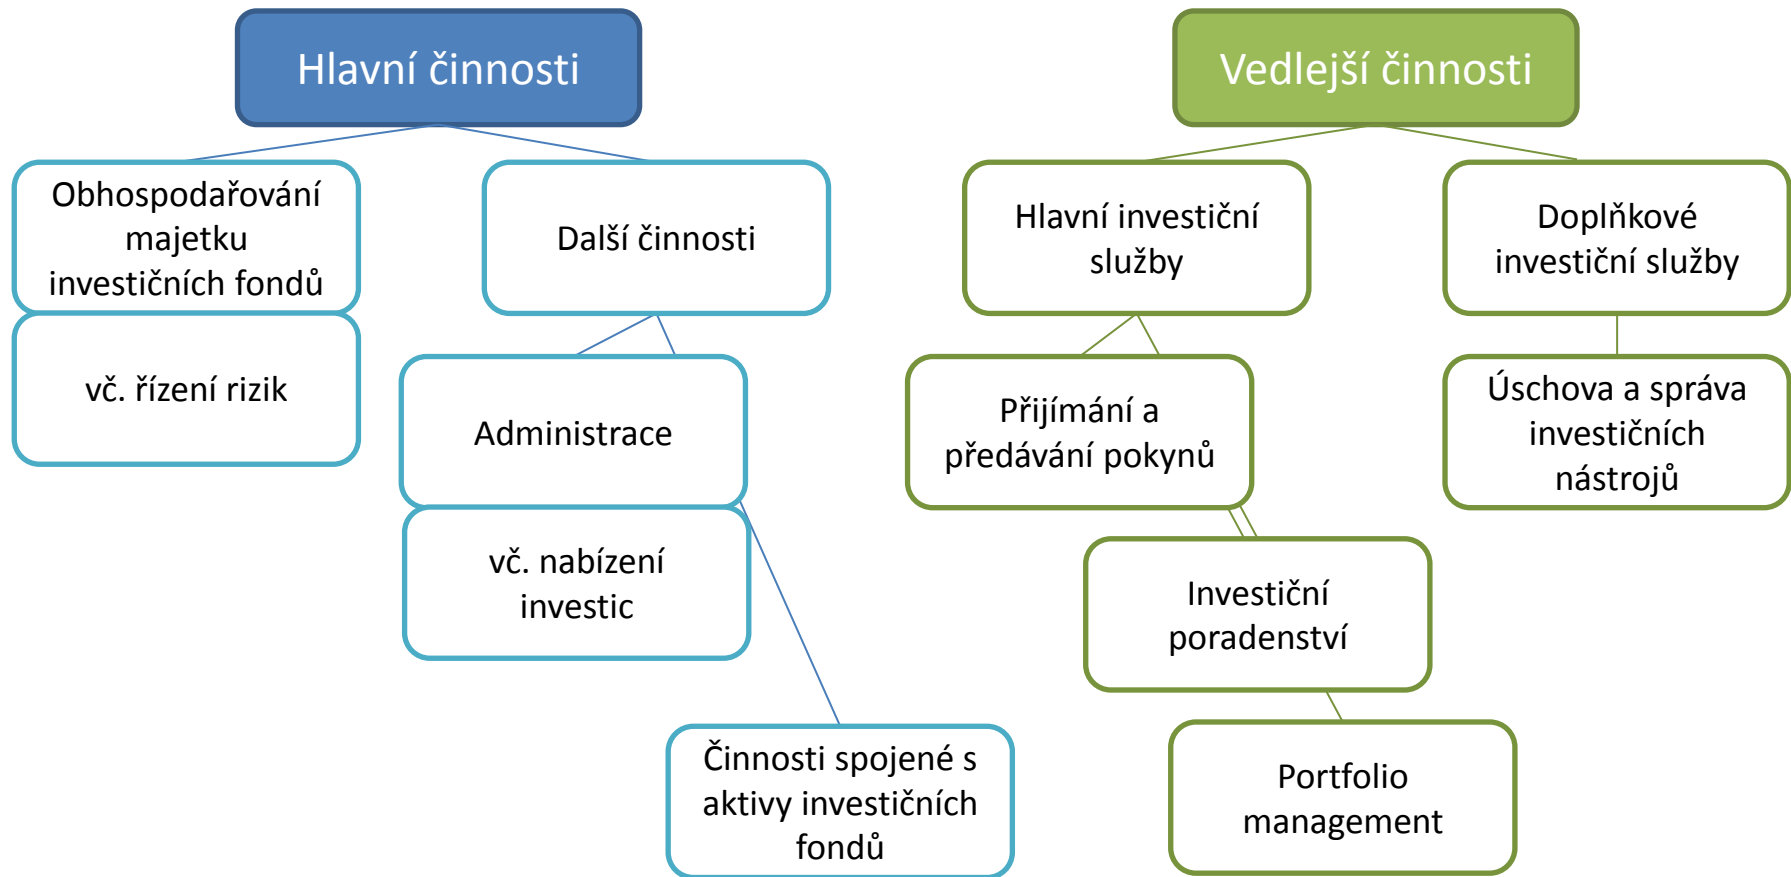 Hlavní činnosti
Vedlejší činnosti
Obhospodařování
majetku
investičních fondů
Další činnosti
Hlavní investiční
služby
Doplňkové
investiční služby
vč. řízení rizik
Administrace
Přijímání a
předávání pokynů
Úschova a správa
investičních
nástrojů
vč. nabízení
investic
Investiční
poradenství
Činnosti spojené s
aktivy investičních
fondů
Portfolio
management